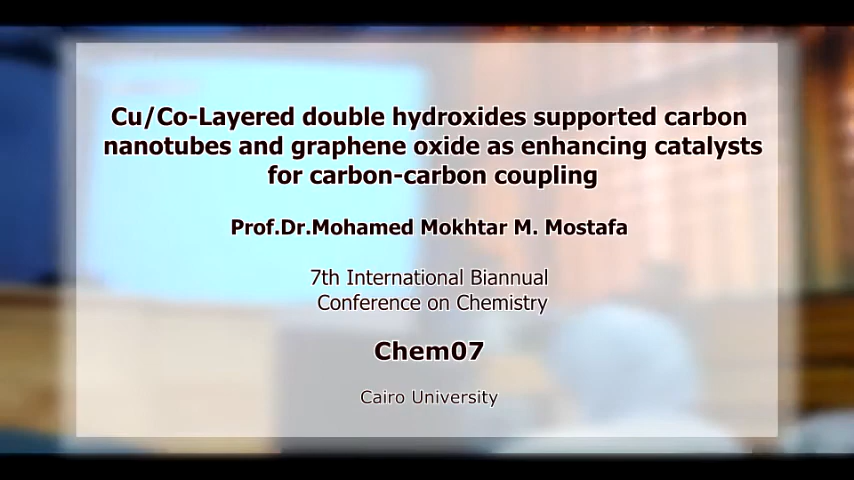 Cu/Co-Layered double hydroxides supported carbon
nanotubes and graphene oxide as enhancing catalysts
for carbon-carbon coupling
Prof.Dr.Mohamed Mokhtar M. Mostafa
7th International Biannual
Conference on Chemistry
Chem07
Cairo University